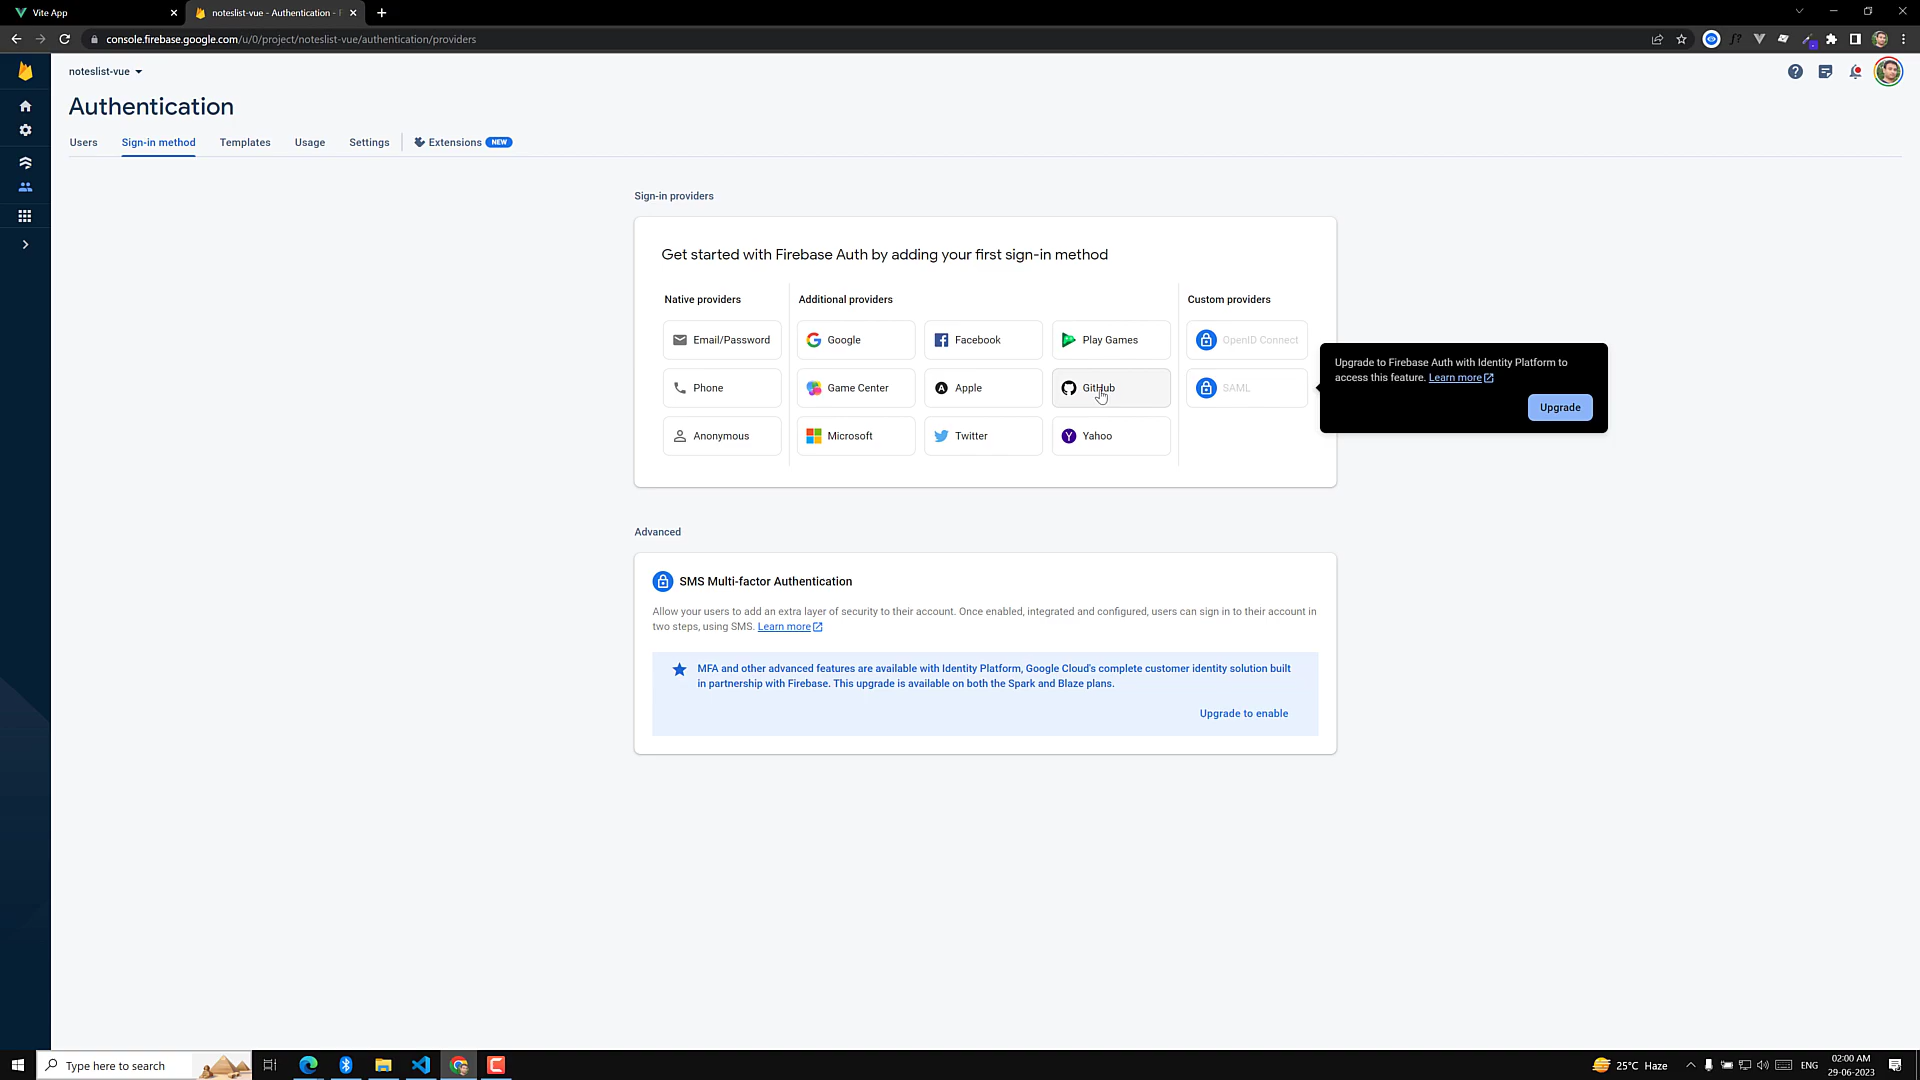 Vite App
noteslist-vue - Authentication - F
console.firebase.google.com/u/0/project/noteslist-vue/authentication/providers
noteslist-vue
Authentication
Users
Sign-in method
Templates
Usage
Settings
Extensions
NEW
Sign-in providers
Get started with Firebase Auth by adding your first sign-in method
Native providers
Additional providers
Custom providers
Email/Password
Google
Facebook
Play Games
OpenID Connect
Phone
Game Center
Apple
GitHub
SAML
Anonymous
Microsoft
Twitter
Yahoo
Upgrade to Firebase Auth with Identity Platform to
access this feature. Learn more
Upgrade
Advanced
SMS Multi-factor Authentication
Allow your users to add an extra layer of security to their account. Once enabled, integrated and configured, users can sign in to their account in
two steps, using SMS. Learn more
MFA and other advanced features are available with Identity Platform, Google Cloud's complete customer identity solution built
in partnership with Firebase. This upgrade is available on both the Spark and Blaze plans.
Upgrade to enable
Type here to search
25°C Haze
ENG
02:00 AM
29-06-2023